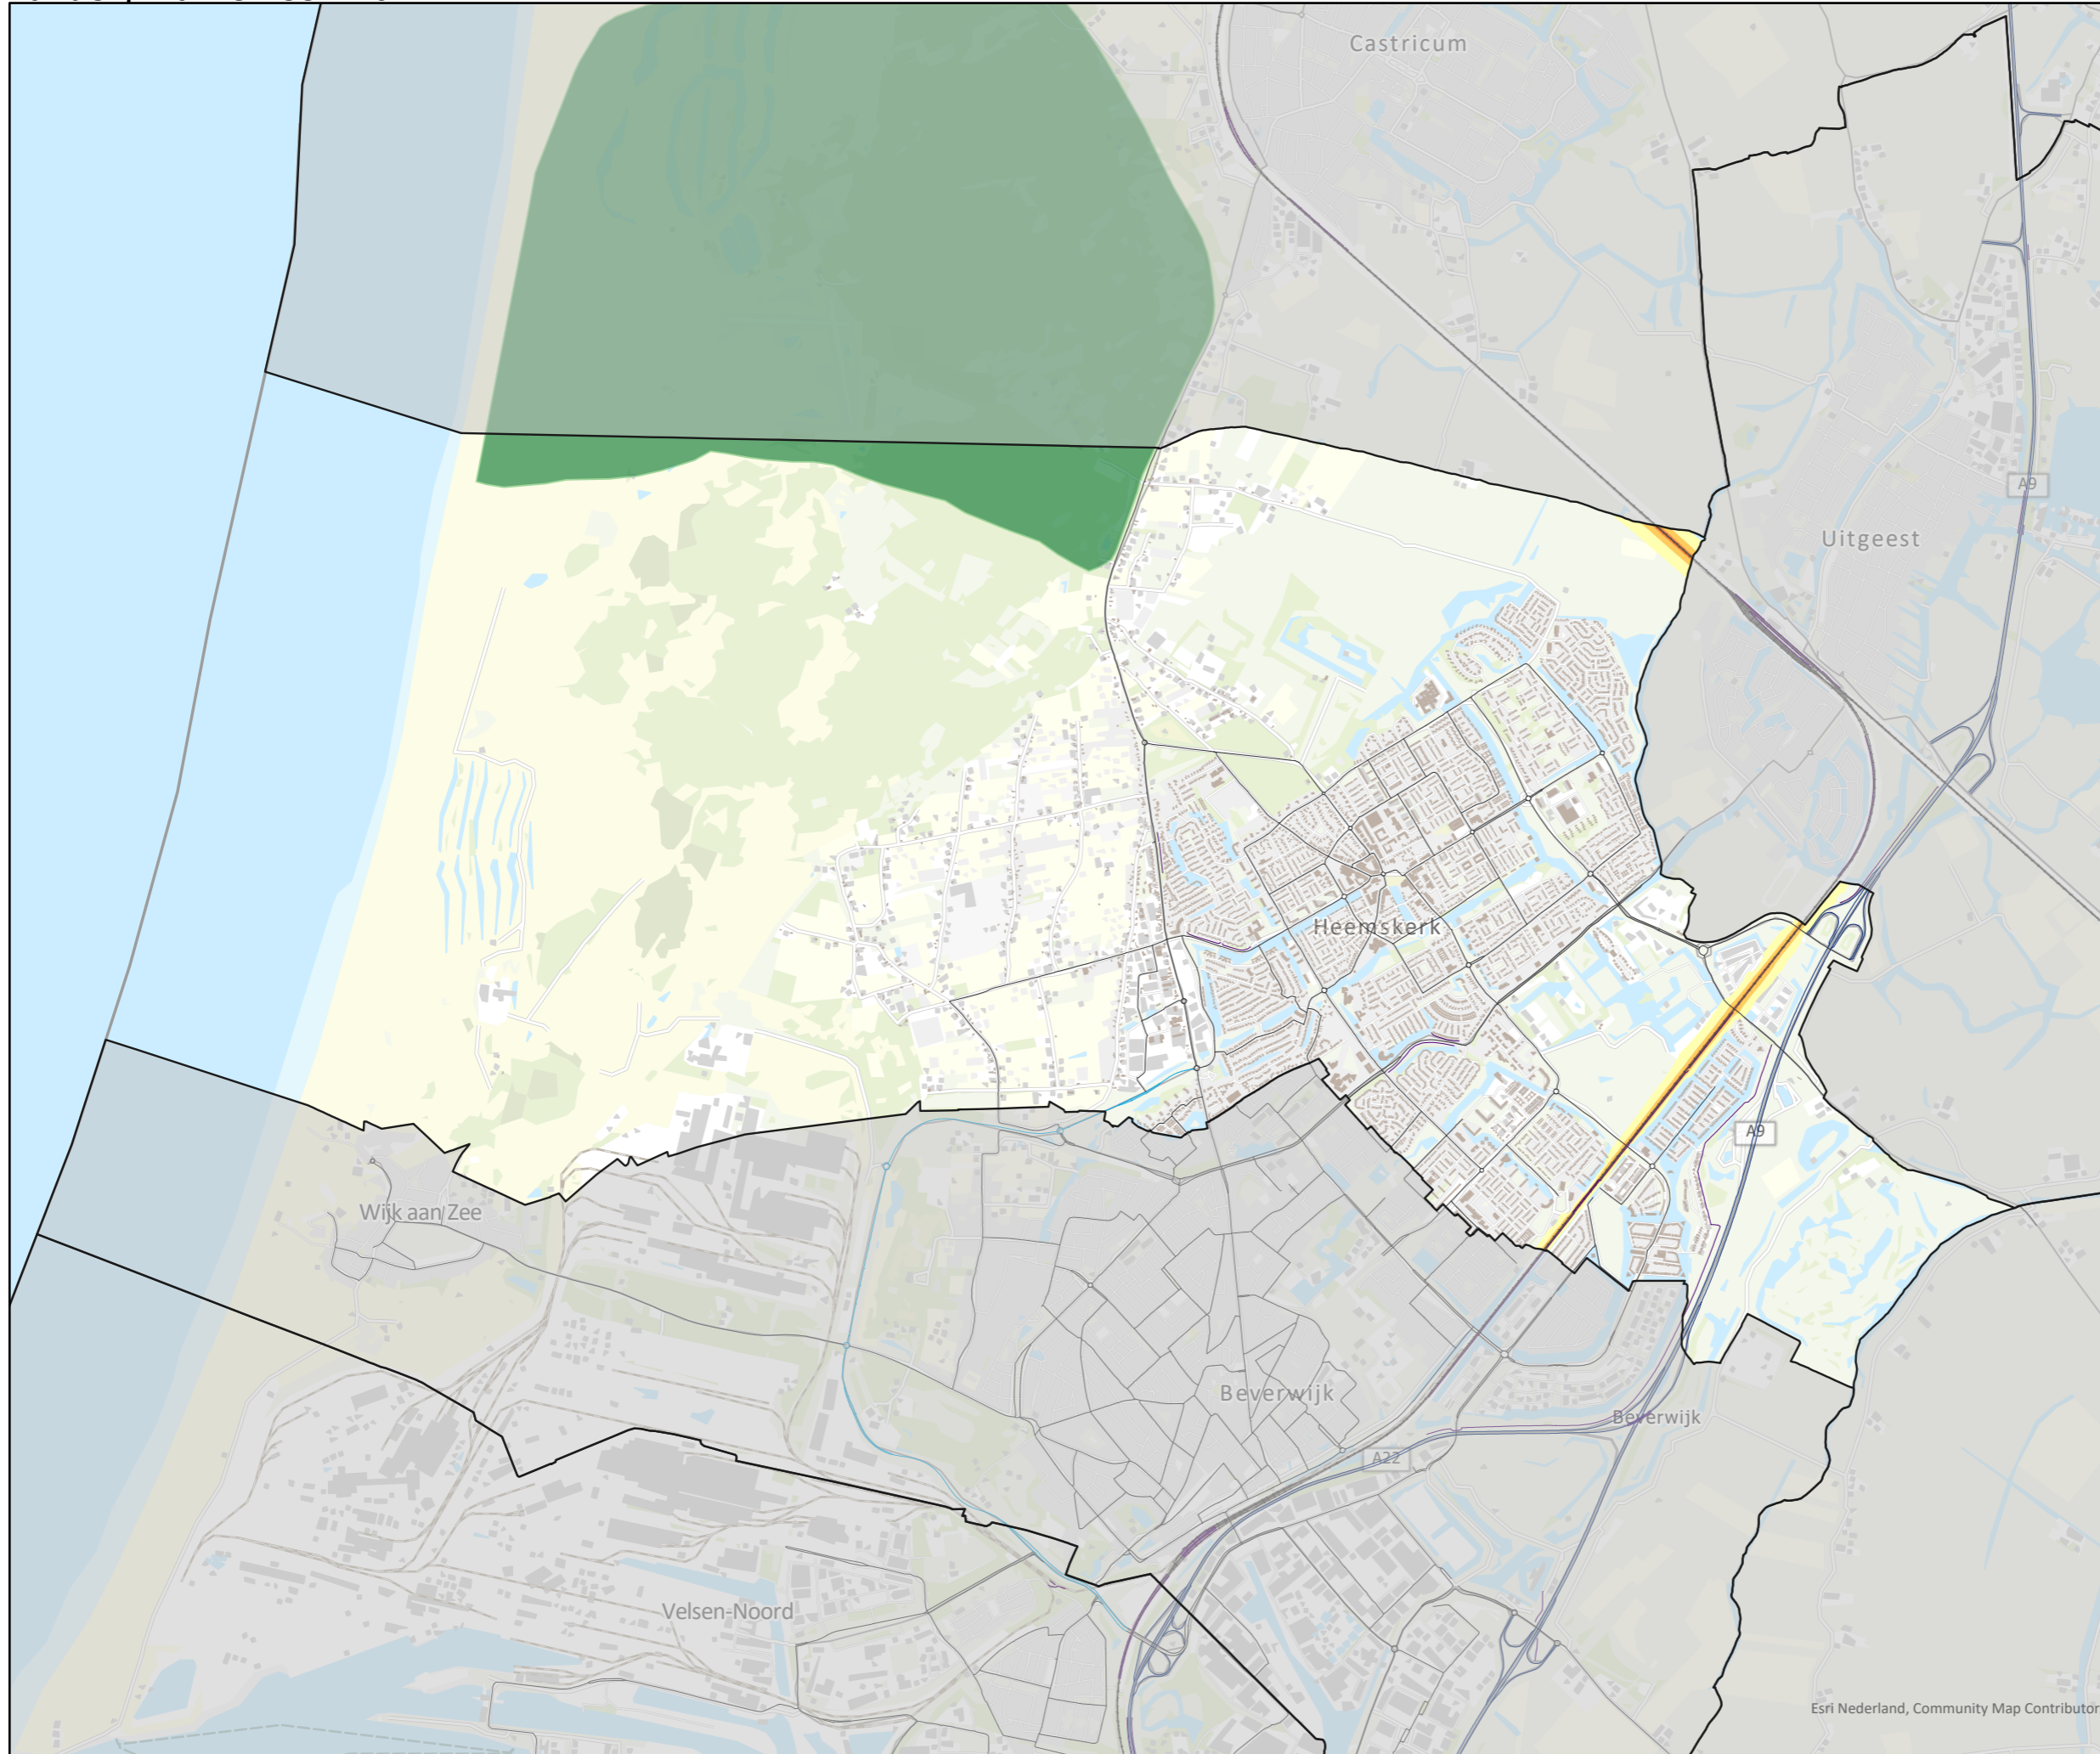 Castricum
A9
Uitgeest
Heemskerk
A9
Wijk aan Zee
Beverwijk
Beverwijk
A22
Velsen-Noord
Esri Nederland, Community Map Contributor